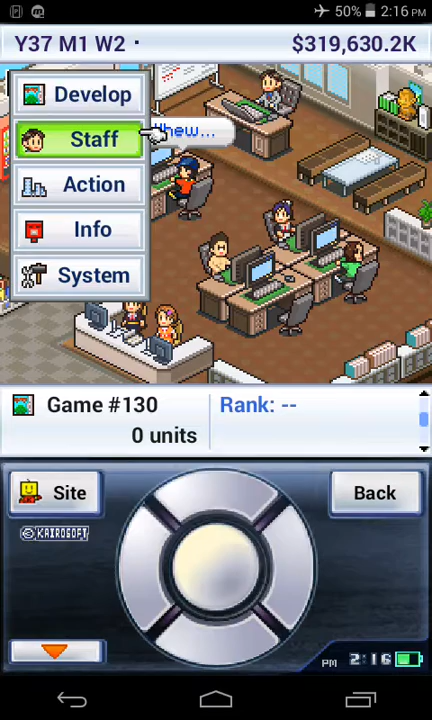 50% 2:16 PM
Y37 M1 W2 $319,630.2K
Develop
Staff
hew...
Action
Info
System
Game #130 Rank: --
0 units
Site Back
© KAIROSOFT
PM 2:16